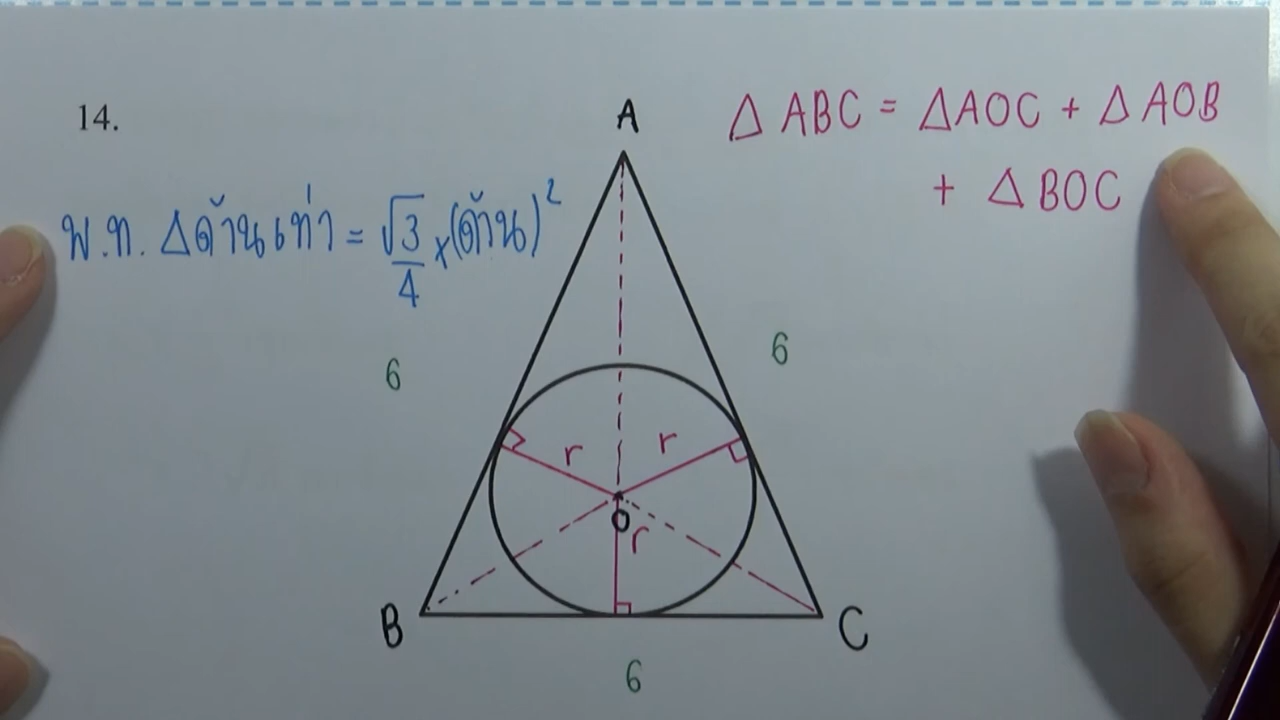 14.
A
△ ABC = △AOC + △AOB
+ △BOC
พ.ท. △ด้านเท่า = √3/4 × (ด้าน)²
6
6
r
r
O
r
B
C
6